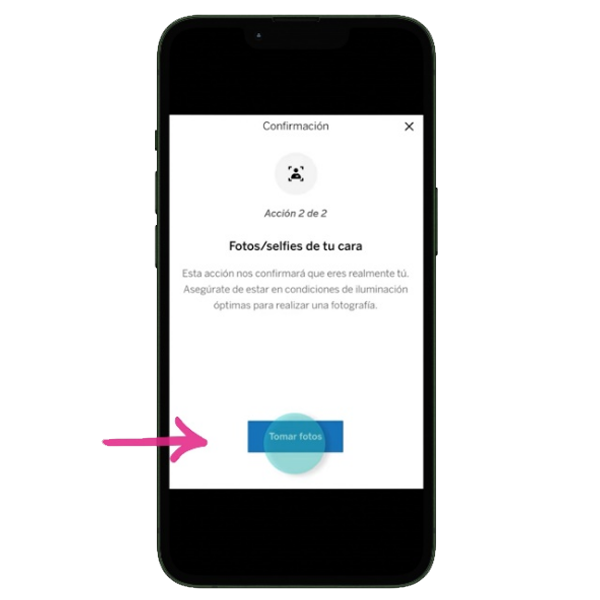 Confirmación
Acción 2 de 2
Fotos/selfies de tu cara
Esta acción nos confirmará que eres realmente tú.
Asegúrate de estar en condiciones de iluminación
óptimas para realizar una fotografía.
Tomar fotos